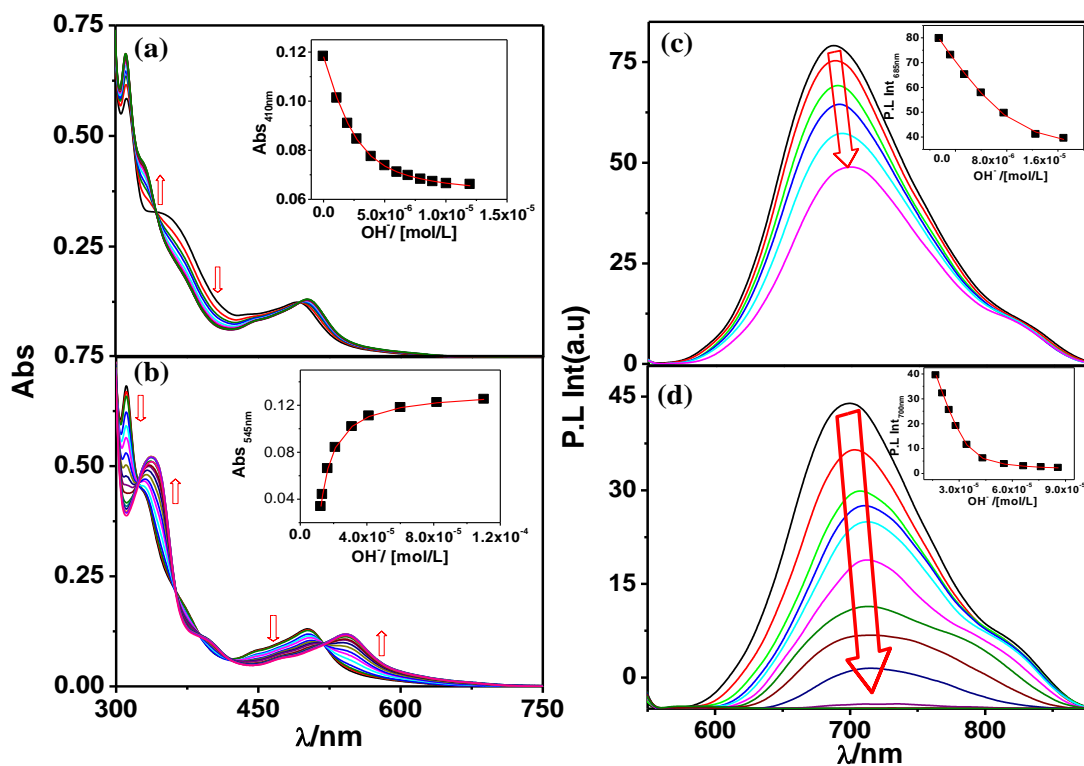 (a)
0.75
0.50
0.25
0.75
0.12
0.10
0.08
0.06
Abs410nm
0.0 5.0x10-6 1.0x10-5 1.5x10-5
OH-/ [mol/L]
(b)
0.50
0.25
0.00
0.12
0.08
0.04
Abs 545nm
4.0x10-5 8.0x10-5 1.2x10-4
OH-/ [mol/L]
Abs
300 450 600 750
λ/nm
(c)
75
50
25
0
80
70
60
50
40
P.L Int685nm
0.0 8.0x10-6 1.6x10-5
OH- /[mol/L]
(d)
45
30
15
0
40
30
20
10
0
P.L Int700nm
3.0x10-5 6.0x10-5 9.0x10-5
OH-/ [mol/L]
P.L Int(a.u)
600 700 800
λ/nm